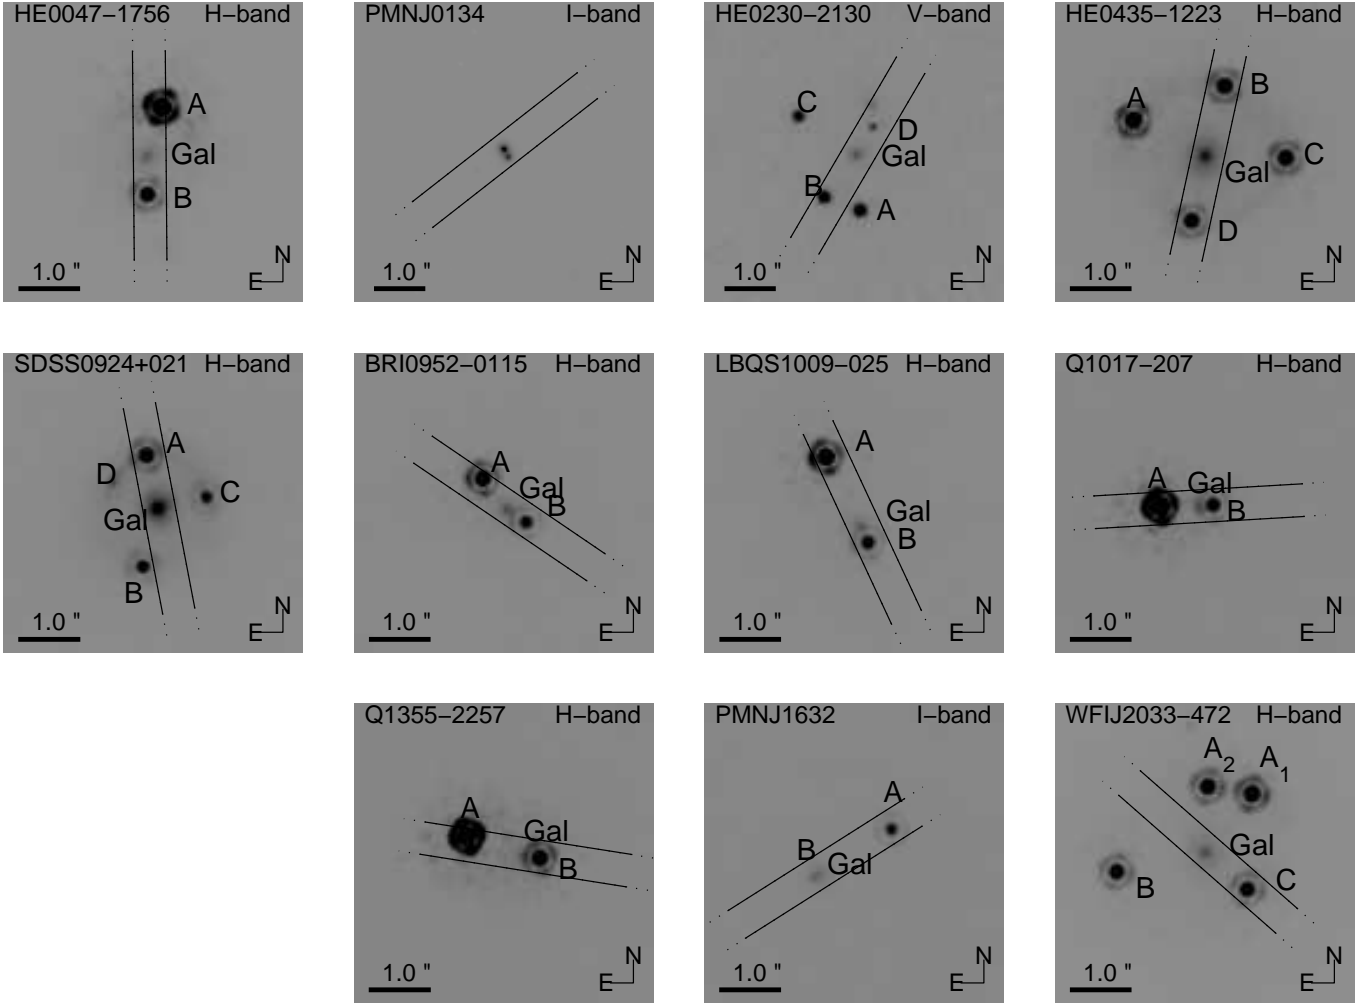 HE0047−1756 H−band
A
Gal
B
1.0 "
N
E
PMNJ0134 I−band
1.0 "
N
E
HE0230−2130 V−band
C
D
Gal
B
A
1.0 "
N
E
HE0435−1223 H−band
A
B
C
Gal
D
1.0 "
N
E
SDSS0924+021 H−band
A
D
C
Gal
B
1.0 "
N
E
BRI0952−0115 H−band
A
Gal
B
1.0 "
N
E
LBQS1009−025 H−band
A
Gal
B
1.0 "
N
E
Q1017−207 H−band
A
Gal
B
1.0 "
N
E
Q1355−2257 H−band
A
Gal
B
1.0 "
N
E
PMNJ1632 I−band
A
B
Gal
1.0 "
N
E
WFIJ2033−472 H−band
A2
A1
Gal
B
C
1.0 "
N
E